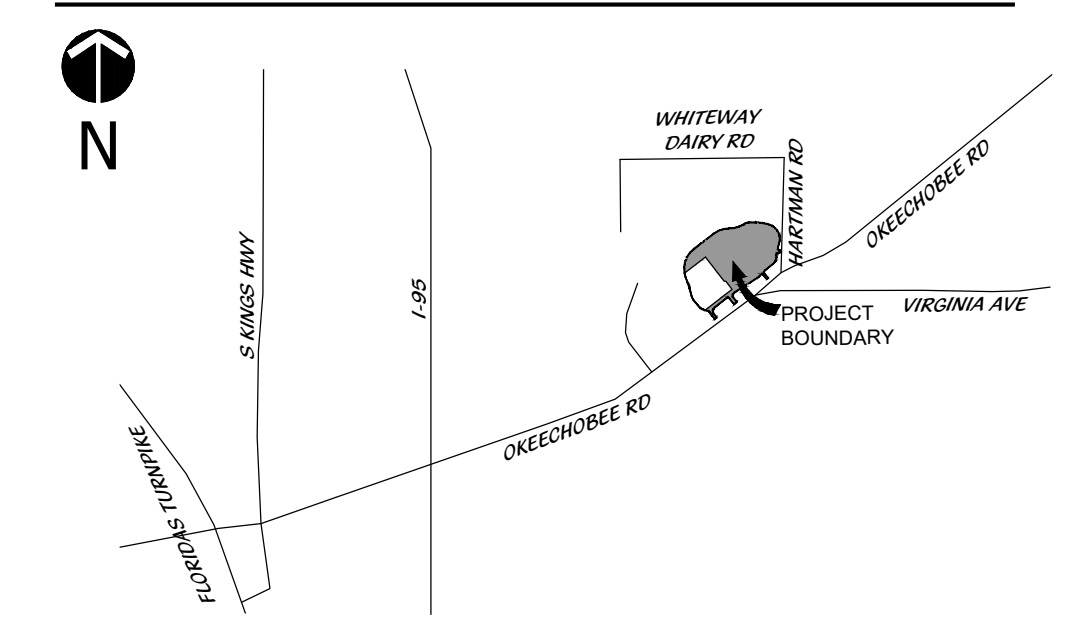 N
WHITEWAY
DAIRY RD
HARTMAN RD
OKEECHOBEE RD
S KINGS HWY
I-95
VIRGINIA AVE
PROJECT
BOUNDARY
OKEECHOBEE RD
FLORIDAS TURNPIKE